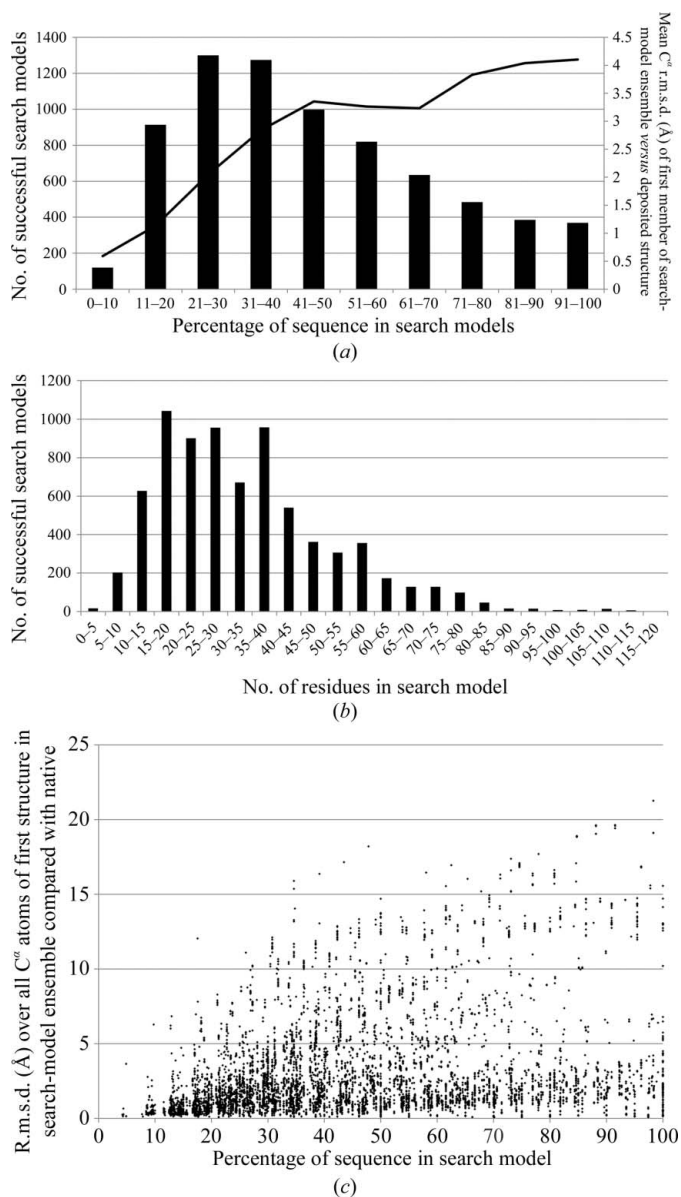 1400
1200
1000
800
600
400
200
0
No. of successful search models
4.5
4
3.5
3
2.5
2
1.5
1
0.5
0
Mean Cα r.m.s.d. (Å) of first member of search-
model ensemble versus deposited structure
0–10 11–20 21–30 31–40 41–50 51–60 61–70 71–80 81–90 91–100
Percentage of sequence in search models
(a)
1200
1000
800
600
400
200
0
No. of successful search models
0–5 5–10 10–15 15–20 20–25 25–30 30–35 35–40 40–45 45–50 50–55 55–60 60–65 65–70 70–75 75–80 80–85 85–90 90–95 95–100 100–105 105–110 110–115 115–120
No. of residues in search model
(b)
25
20
15
10
5
0
R.m.s.d. (Å) over all Cα atoms of first structure in
search-model ensemble compared with native
0 10 20 30 40 50 60 70 80 90 100
Percentage of sequence in search model
(c)